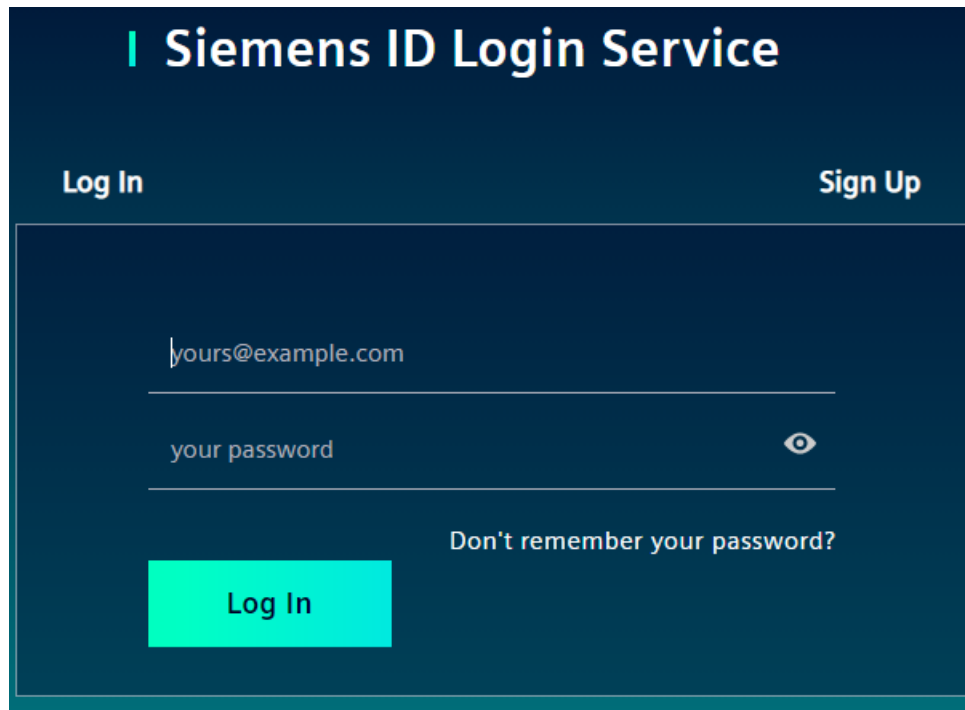 Siemens ID Login Service
Log In
Sign Up
yours@example.com
your password
Don't remember your password?
Log In